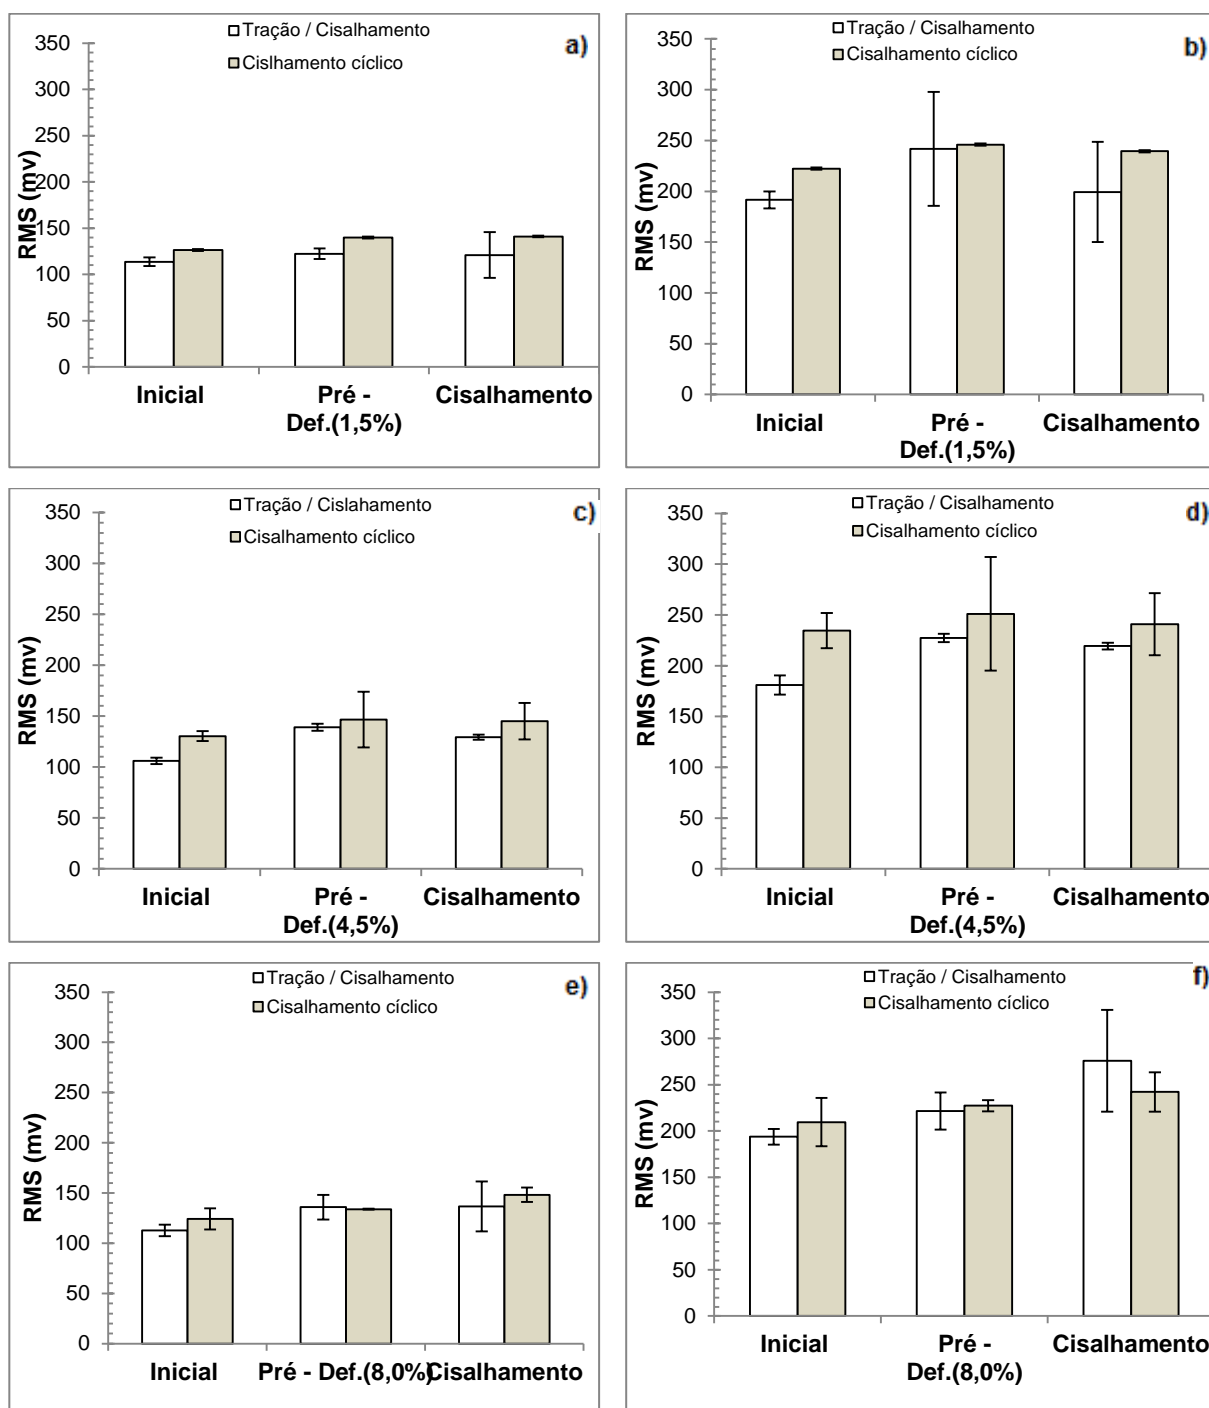 Tração / Cisalhamento
Cislhamento cíclico
a)
350
300
250
200
150
100
50
0
RMS (mv)
Inicial
Pré -
Def.(1,5%)
Cisalhamento
Tração / Cisalhamento
Cisalhamento cíclico
b)
350
300
250
200
150
100
50
0
RMS (mv)
Inicial
Pré -
Def.(1,5%)
Cisalhamento
Tração / Cislahamento
Cisalhamento cíclico
c)
350
300
250
200
150
100
50
0
RMS (mv)
Inicial
Pré -
Def.(4,5%)
Cisalhamento
Tração / Cisalhamento
Cisalhamento cíclico
d)
350
300
250
200
150
100
50
0
RMS (mv)
Inicial
Pré -
Def.(4,5%)
Cisalhamento
Tração / Cisalhamento
Cisalhamento cíclico
e)
350
300
250
200
150
100
50
0
RMS (mv)
Inicial
Pré - Def.(8,0%)
Cisalhamento
Tração / Cisalhamento
Cisalhamento cíclico
f)
350
300
250
200
150
100
50
0
RMS (mv)
Inicial
Pré -
Def.(8,0%)
Cisalhamento